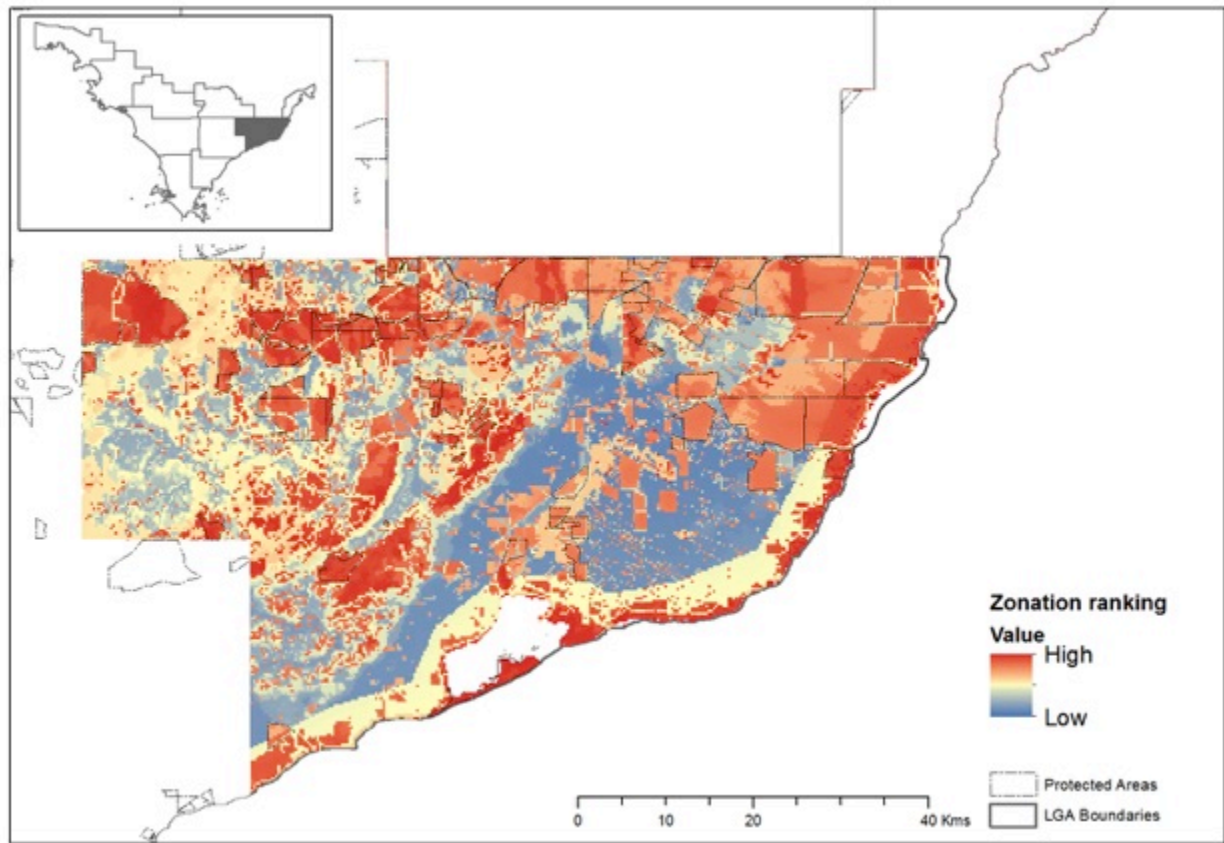 Zonation ranking
Value
High
Low
Protected Areas
LGA Boundaries
0 10 20 40 Kms